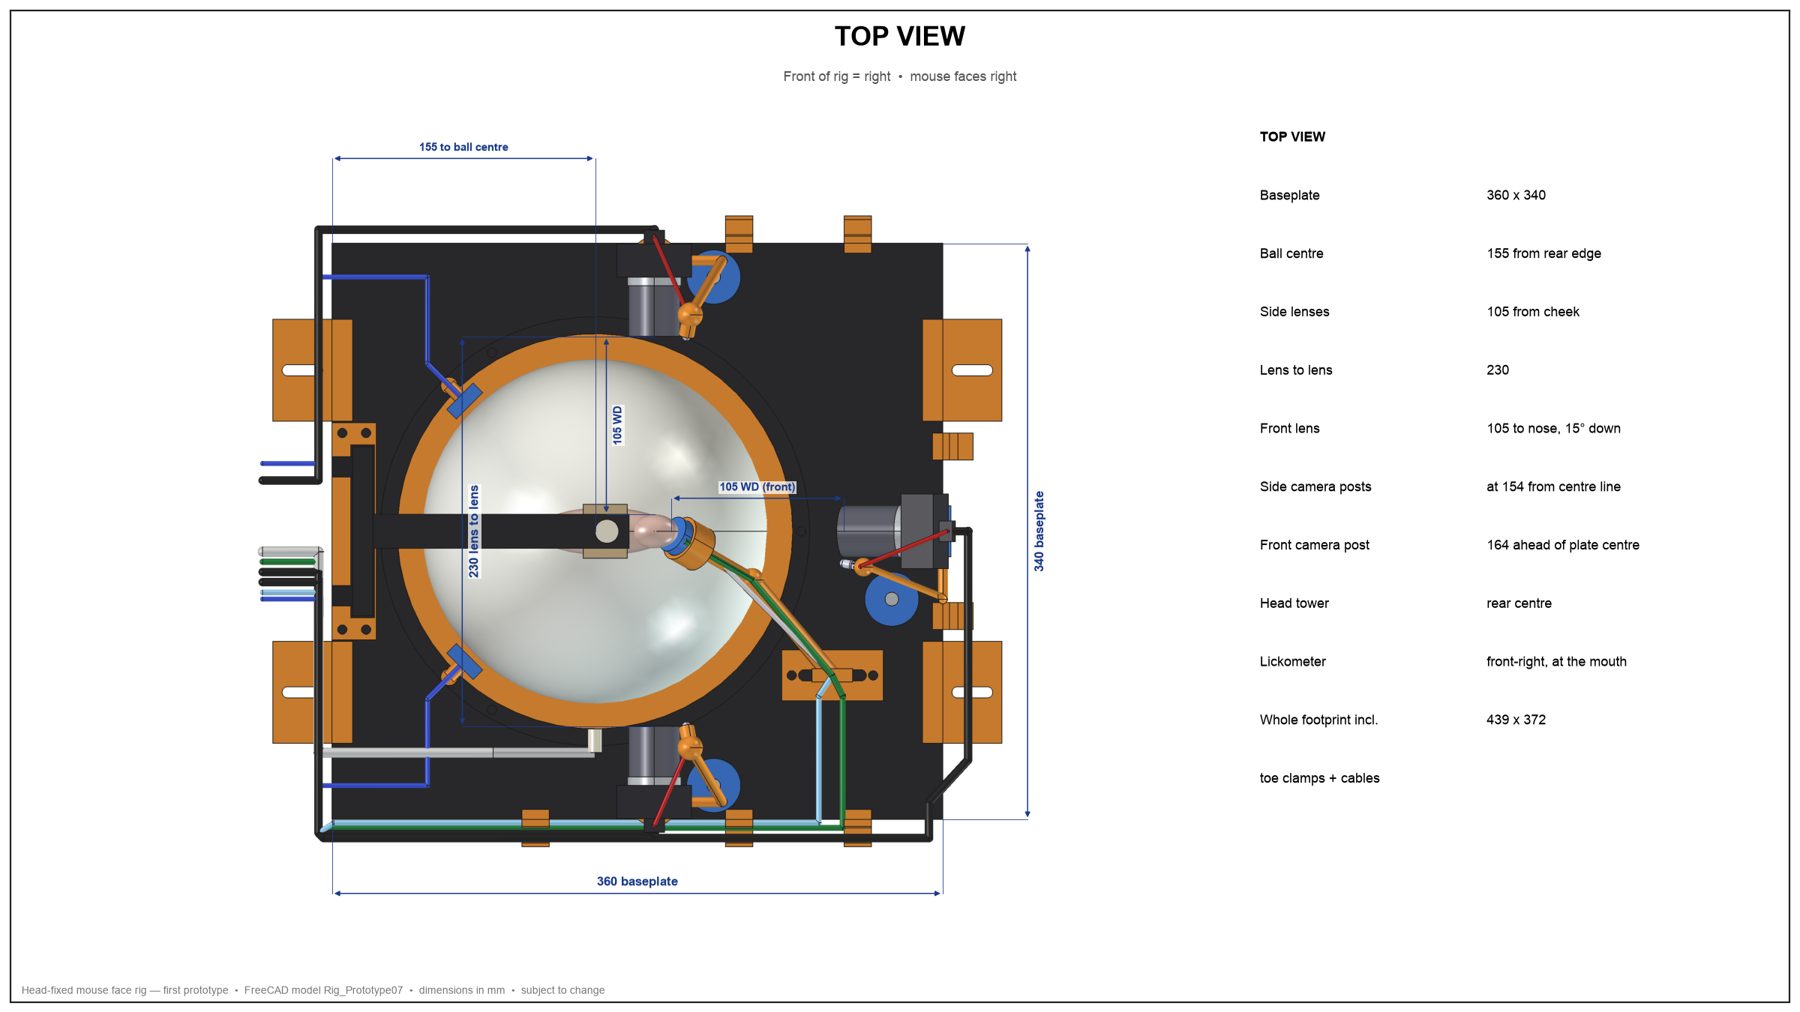 TOP VIEW
Front of rig = right • mouse faces right
155 to ball centre
105 WD
105 WD (front)
230 lens to lens
340 baseplate
360 baseplate
TOP VIEW
Baseplate 360 x 340
Ball centre 155 from rear edge
Side lenses 105 from cheek
Lens to lens 230
Front lens 105 to nose, 15° down
Side camera posts at 154 from centre line
Front camera post 164 ahead of plate centre
Head tower rear centre
Lickometer front-right, at the mouth
Whole footprint incl. 439 x 372
toe clamps + cables
Head-fixed mouse face rig — first prototype • FreeCAD model Rig_Prototype07 • dimensions in mm • subject to change